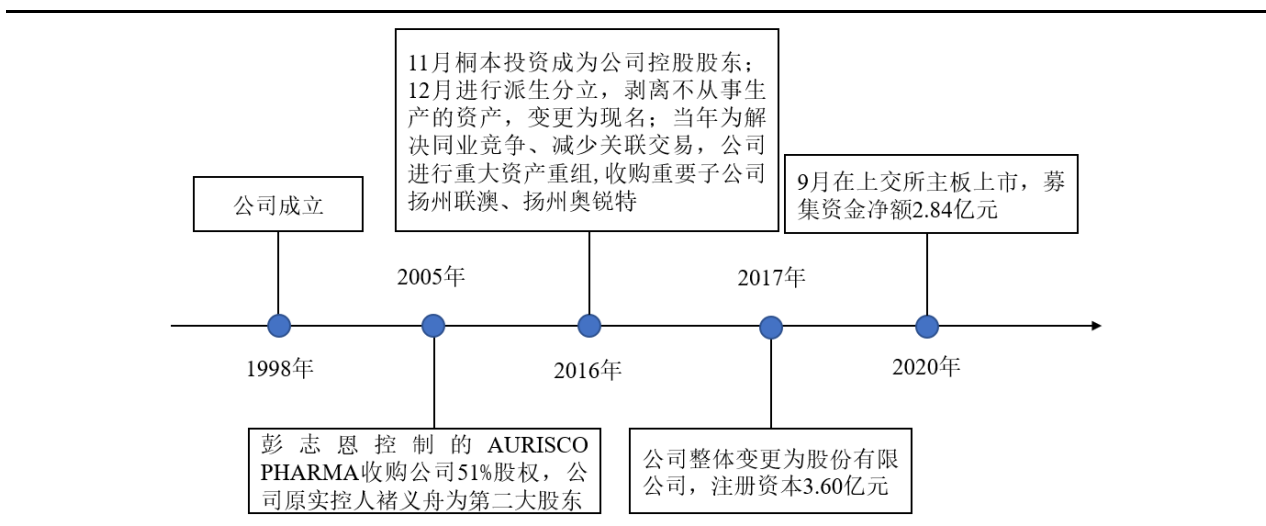 11月桐本投资成为公司控股股东；
12月进行派生分立，剥离不从事生
产的资产，变更为现名；当年为解
决同业竞争、减少关联交易，公司
进行重大资产重组,收购重要子公司
扬州联澳、扬州奥锐特
公司成立
9月在上交所主板上市，募
集资金净额2.84亿元
2005年
2017年
1998年
2016年
2020年
彭志恩控制的AURISCO
PHARMA收购公司51%股权，公
司原实控人褚义舟为第二大股东
公司整体变更为股份有限
公司，注册资本3.60亿元